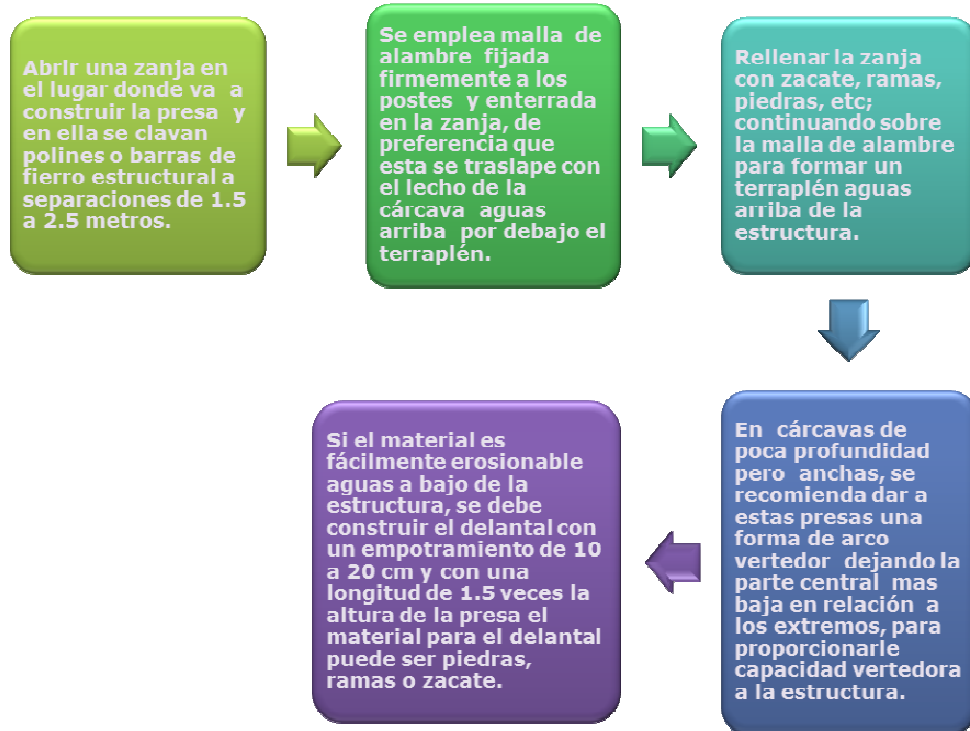 Abrir una zanja en
el lugar donde va a
construir la presa y
en ella se clavan
polines o barras de
fierro estructural a
separaciones de 1.5
a 2.5 metros.
Se emplea malla de
alambre fijada
firmemente a los
postes y enterrada
en la zanja, de
preferencia que
esta se traslape con
el lecho de la
cárcava aguas
arriba por debajo el
terraplén.
Rellenar la zanja
con zacate, ramas,
piedras, etc;
continuando sobre
la malla de alambre
para formar un
terraplén aguas
arriba de la
estructura.
En cárcavas de
poca profundidad
pero anchas, se
recomienda dar a
estas presas una
forma de arco
vertedor dejando la
parte central mas
baja en relación a
los extremos, para
proporcionarle
capacidad vertedora
a la estructura.
Si el material es
fácilmente erosionable
aguas a bajo de la
estructura, se debe
construir el delantal con
un empotramiento de 10
a 20 cm y con una
longitud de 1.5 veces la
altura de la presa el
material para el delantal
puede ser piedras,
ramas o zacate.